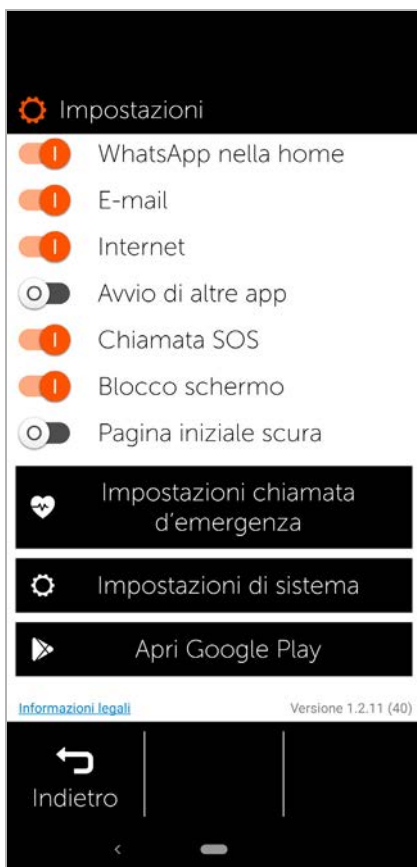 Impostazioni
WhatsApp nella home
E-mail
Internet
Avvio di altre app
Chiamata SOS
Blocco schermo
Pagina iniziale scura
Impostazioni chiamata
d'emergenza
Impostazioni di sistema
Apri Google Play
Informazioni legali Versione 1.2.11 (40)
Indietro